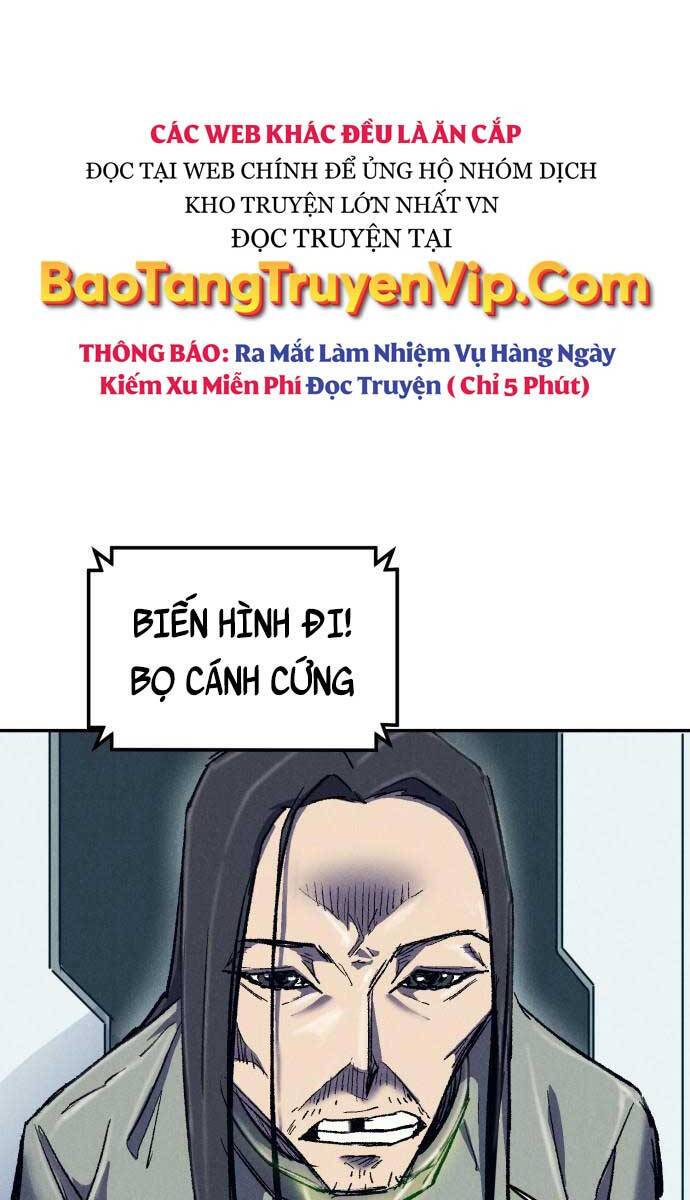 CÁC WEB KHÁC ĐỀU LÀ ĂN CẮP
ĐỌC TẠI WEB CHÍNH ĐỂ ỦNG HỘ NHÓM DỊCH
KHO TRUYỆN LỚN NHẤT VN
ĐỌC TRUYỆN TẠI
BaoTangTruyenVip.Com
THÔNG BÁO: Ra Mắt Làm Nhiệm Vụ Hàng Ngày
Kiếm Xu Miễn Phí Đọc Truyện ( Chỉ 5 Phút)
BIẾN HÌNH ĐI!
BỌ CÁNH CỨNG